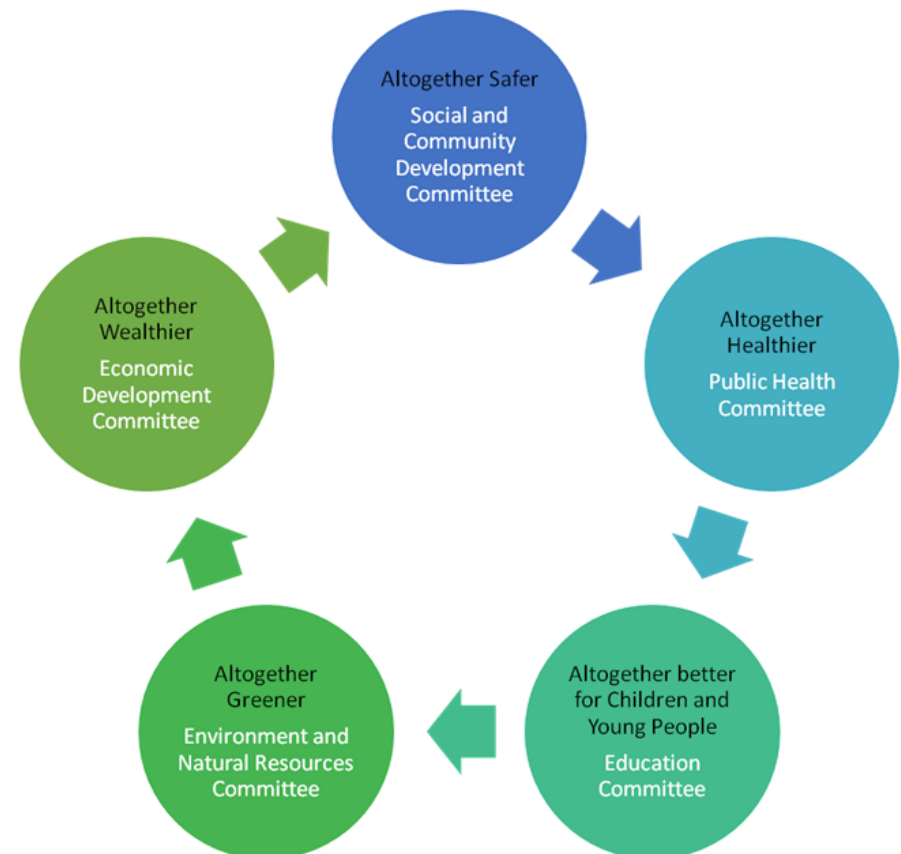 Altogether Safer
Social and
Community
Development
Committee
Altogether
Healthier
Public Health
Committee
Altogether better
for Children and
Young People
Education
Committee
Altogether
Greener
Environment and
Natural Resources
Committee
Altogether
Wealthier
Economic
Development
Committee